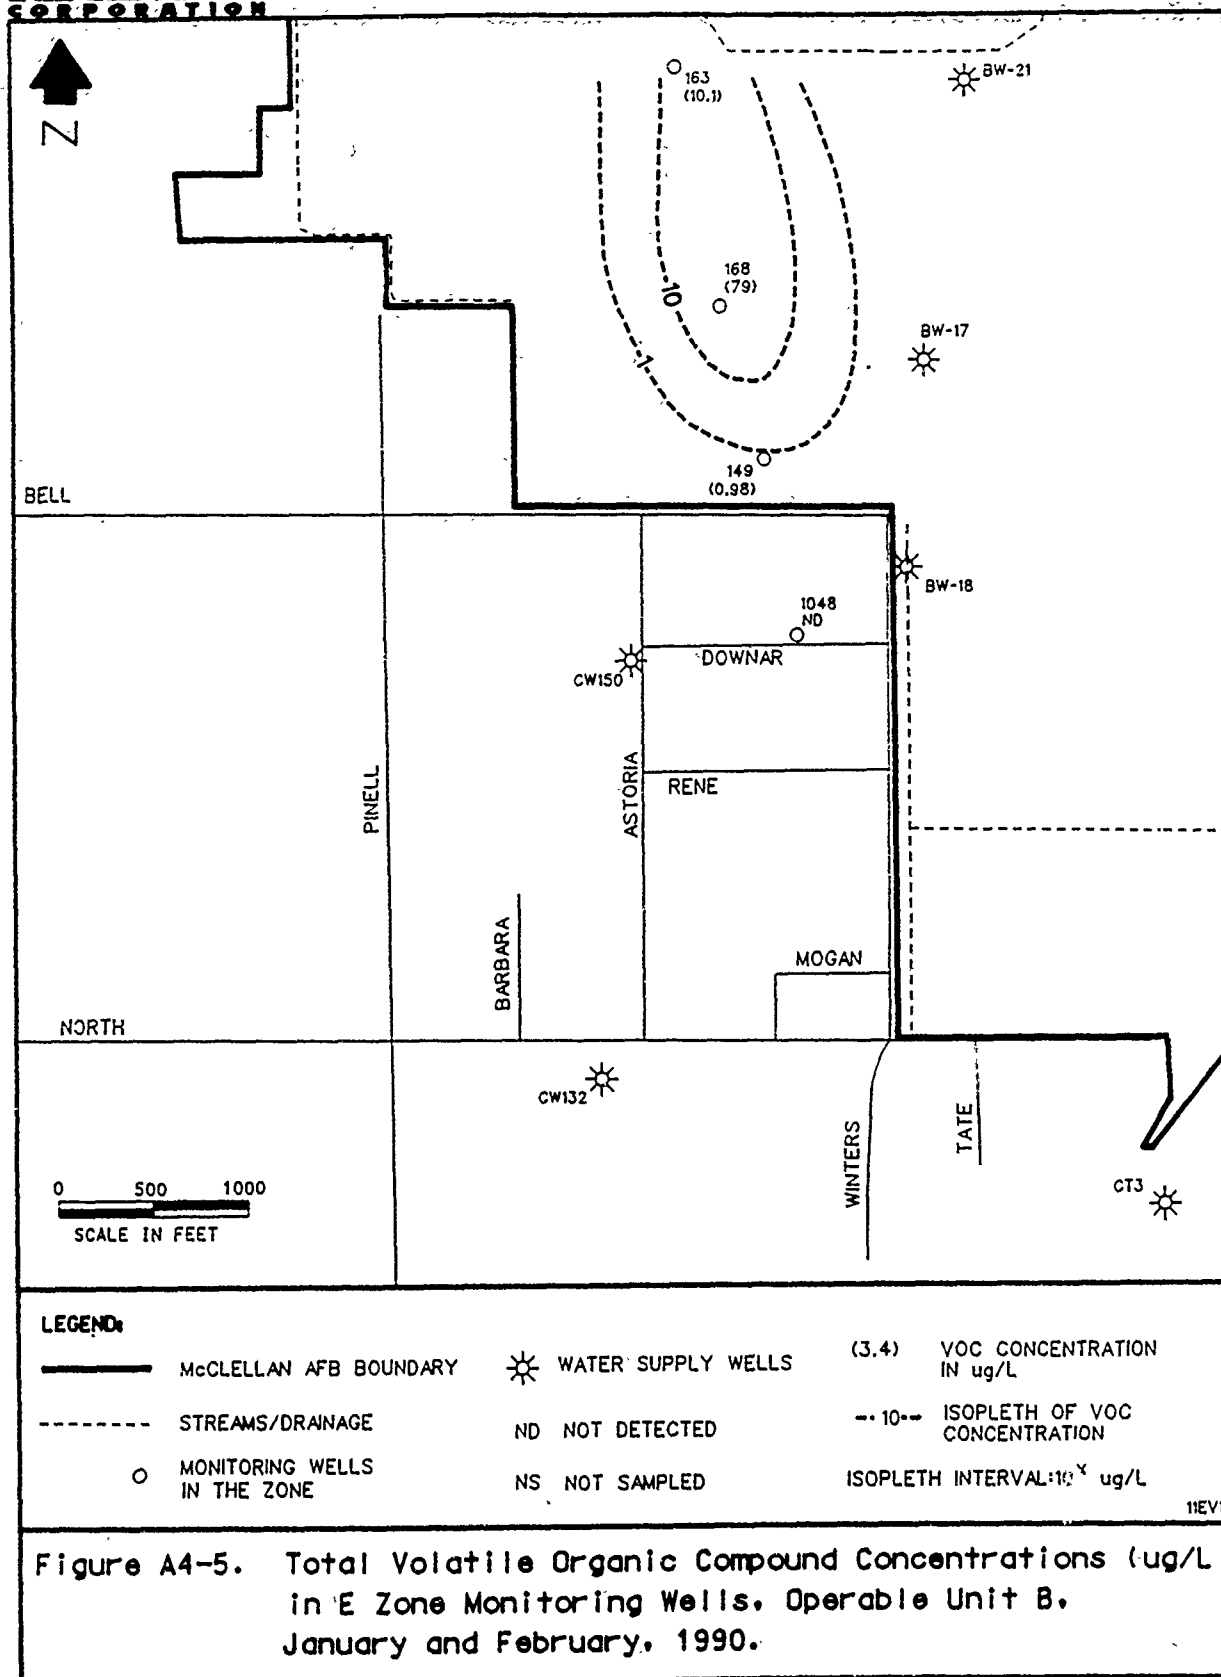 CORPORATION
Z
163
(10.1)
BW-21
168
(79)
10
1
BW-17
149
(0.98)
BELL
BW-18
1048
ND
DOWNAR
CW150
PINELL
ASTORIA
RENE
BARBARA
MOGAN
NORTH
CW132
WINTERS
TATE
CT3
0 500 1000
SCALE IN FEET
LEGEND:
McCLELLAN AFB BOUNDARY
WATER SUPPLY WELLS
(3.4) VOC CONCENTRATION
IN ug/L
STREAMS/DRAINAGE
ND NOT DETECTED
10 ISOPLETH OF VOC
CONCENTRATION
MONITORING WELLS
IN THE ZONE
NS NOT SAMPLED
ISOPLETH INTERVAL:10ˣ ug/L
11EV
Figure A4-5. Total Volatile Organic Compound Concentrations (ug/L
in E Zone Monitoring Wells, Operable Unit B,
January and February, 1990.